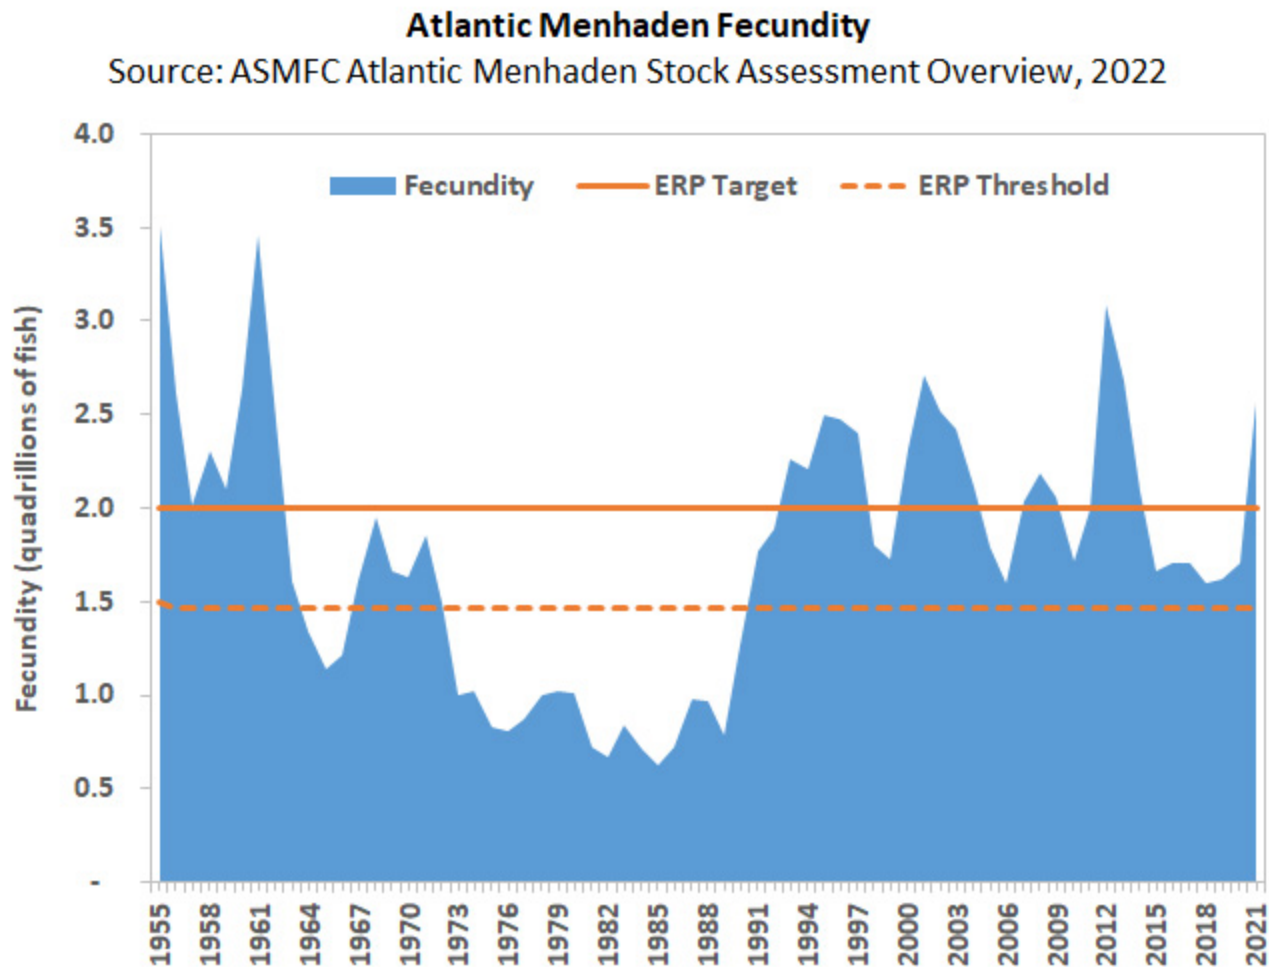 Atlantic Menhaden Fecundity
Source: ASMFC Atlantic Menhaden Stock Assessment Overview, 2022
Fecundity (quadrillions of fish)
4.0
3.5
3.0
2.5
2.0
1.5
1.0
0.5
-
Fecundity ERP Target ERP Threshold
1955 1958 1961 1964 1967 1970 1973 1976 1979 1982 1985 1988 1991 1994 1997 2000 2003 2006 2009 2012 2015 2018 2021